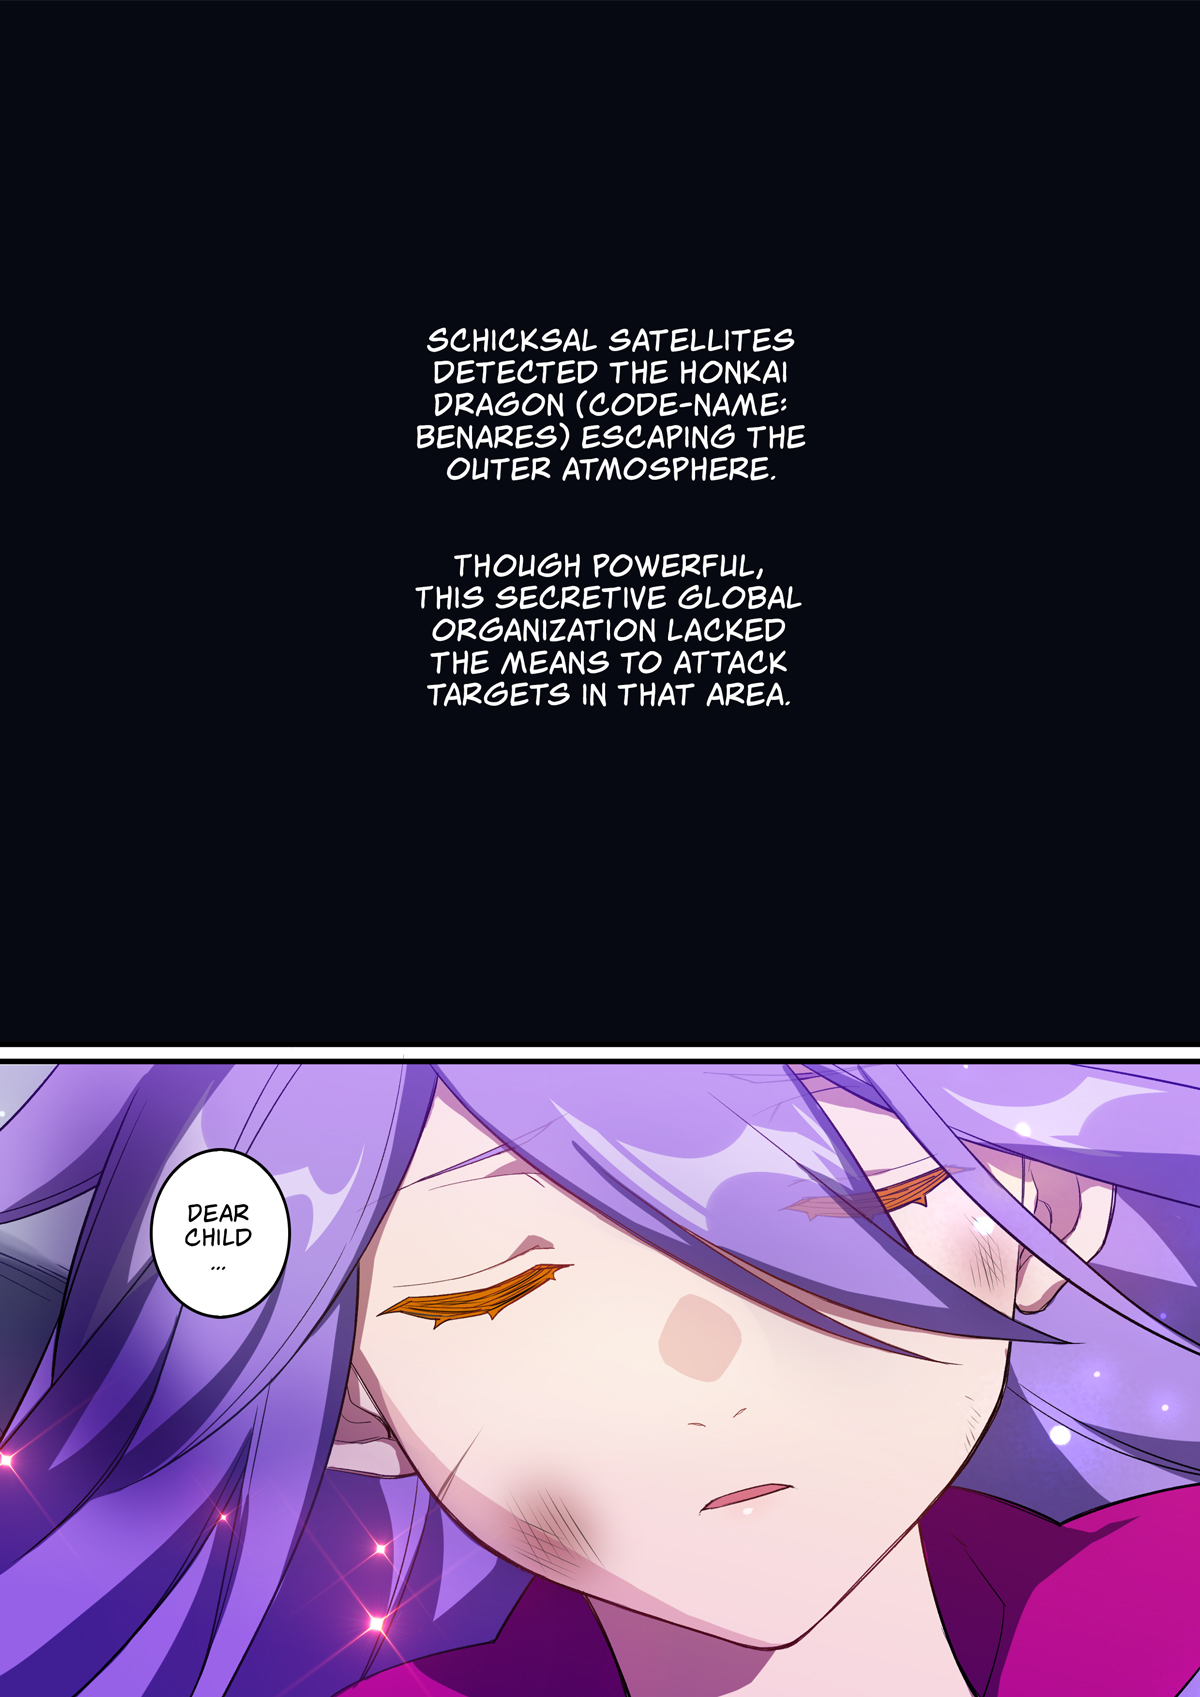 SCHICKSAL SATELLITES
DETECTED THE HONKAI
DRAGON (CODE-NAME:
BENARES) ESCAPING THE
OUTER ATMOSPHERE.
THOUGH POWERFUL,
THIS SECRETIVE GLOBAL
ORGANIZATION LACKED
THE MEANS TO ATTACK
TARGETS IN THAT AREA.
DEAR
CHILD
...